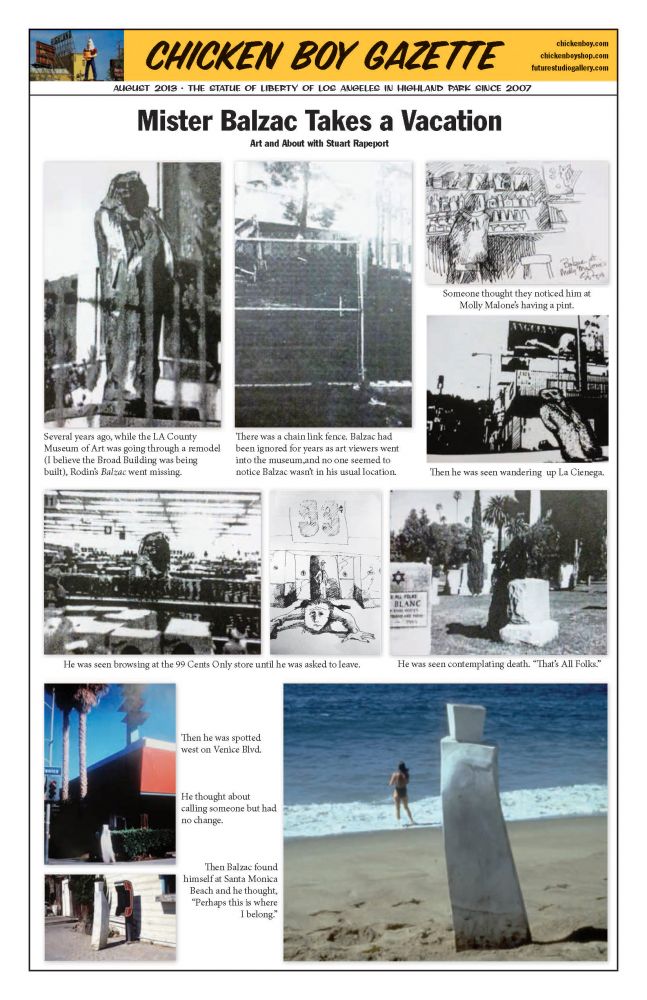 CHICKEN BOY GAZETTE
chickenboy.com
chickenboyshop.com
futurestudiogallery.com
AUGUST 2013 · THE STATUE OF LIBERTY OF LOS ANGELES IN HIGHLAND PARK SINCE 2007
Mister Balzac Takes a Vacation
Art and About with Stuart Rapeport
Several years ago, while the LA County
Museum of Art was going through a remodel
(I believe the Broad Building was being
built), Rodin's Balzac went missing.
There was a chain link fence. Balzac had
been ignored for years as art viewers went
into the museum,and no one seemed to
notice Balzac wasn't in his usual location.
Balzac at
Molly Malone's
Someone thought they noticed him at
Molly Malone's having a pint.
Then he was seen wandering up La Cienega.
33¢
He was seen browsing at the 99 Cents Only store until he was asked to leave.
ALL FOLKS
BLANC
He was seen contemplating death. “That's All Folks.”
Then he was spotted
west on Venice Blvd.
He thought about
calling someone but had
no change.
Then Balzac found
himself at Santa Monica
Beach and he thought,
“Perhaps this is where
I belong.”